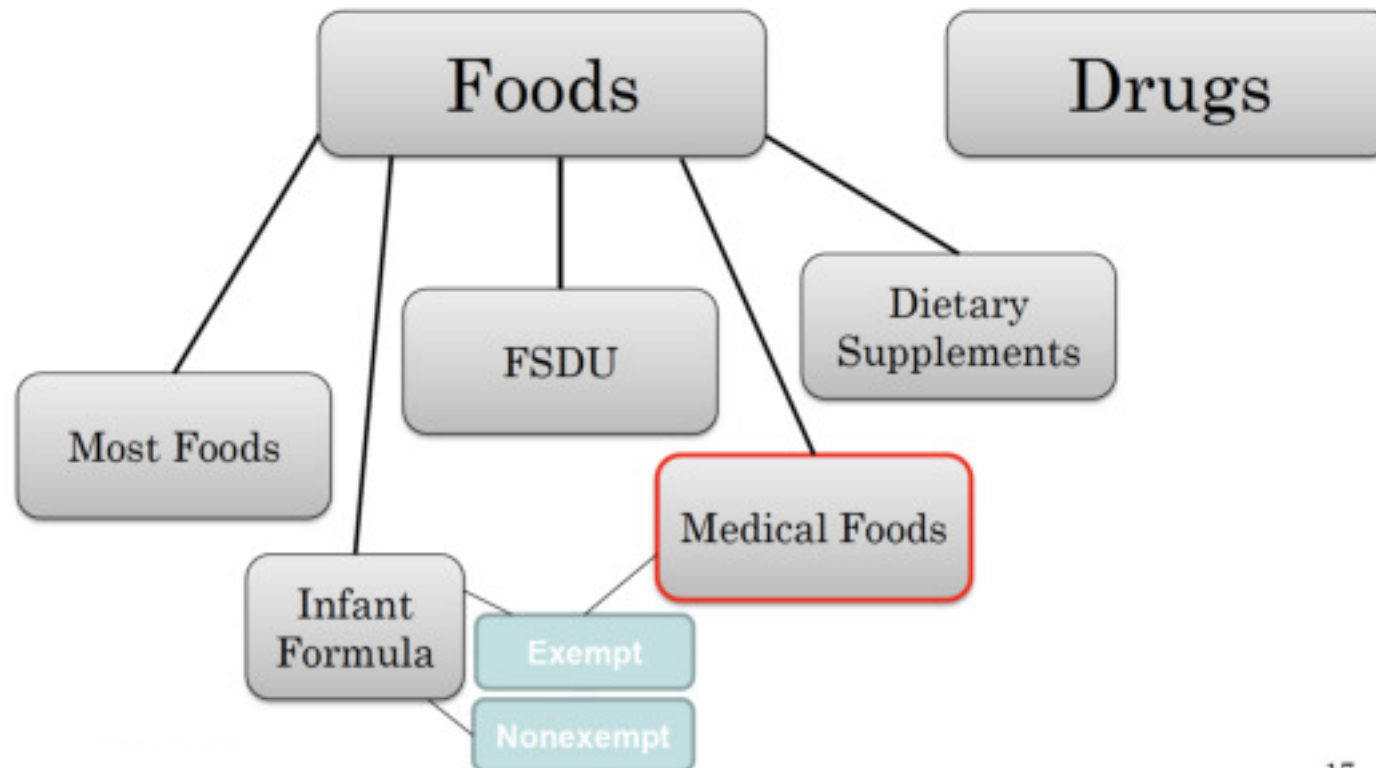 Foods
Drugs
Dietary
Supplements
FSDU
Most Foods
Medical Foods
Infant
Formula
Exempt
Nonexempt